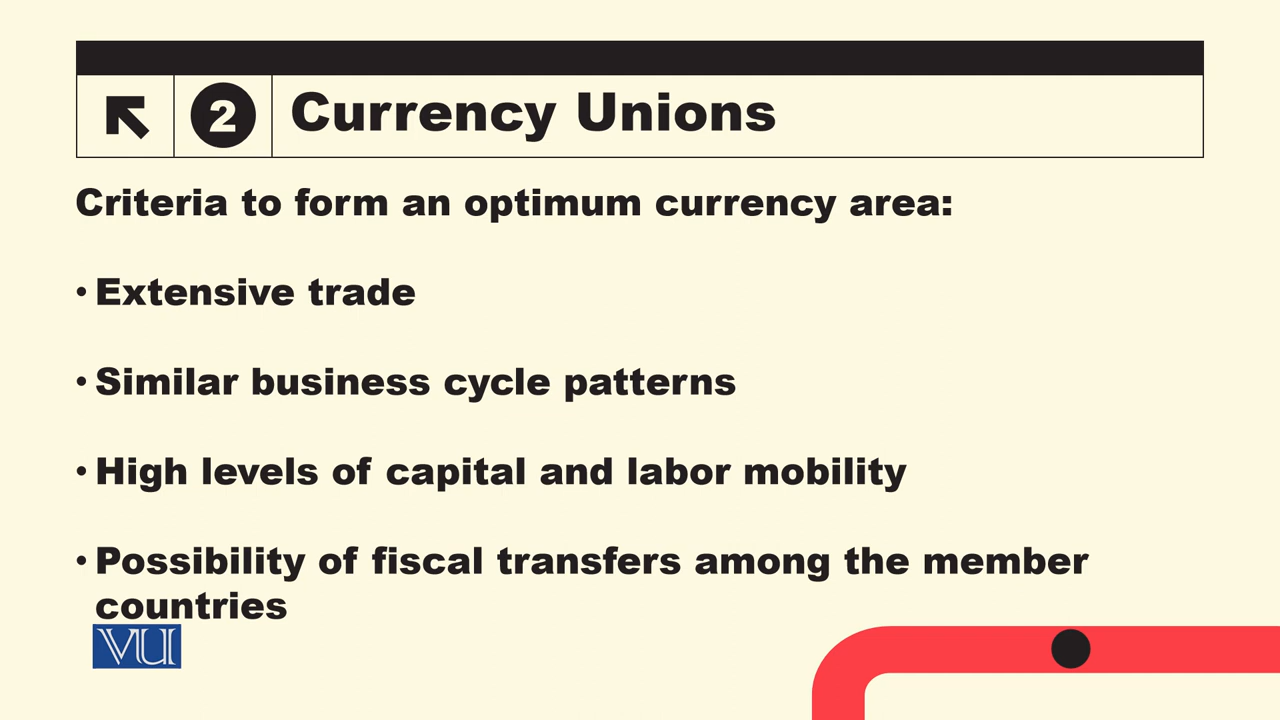 2 Currency Unions
Criteria to form an optimum currency area:
• Extensive trade
• Similar business cycle patterns
• High levels of capital and labor mobility
• Possibility of fiscal transfers among the member
countries
VU